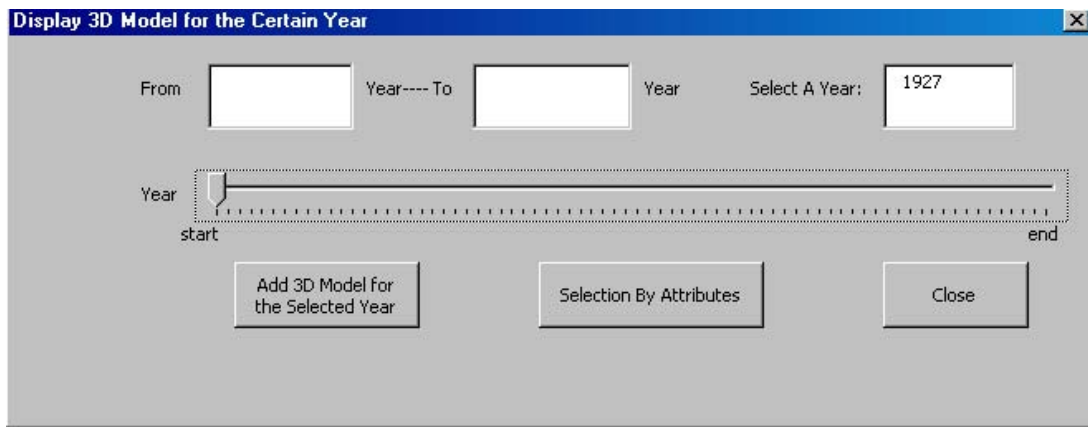 Display 3D Model for the Certain Year
From Year---- To Year Select A Year: 1927
Year
start end
Add 3D Model for
the Selected Year
Selection By Attributes
Close